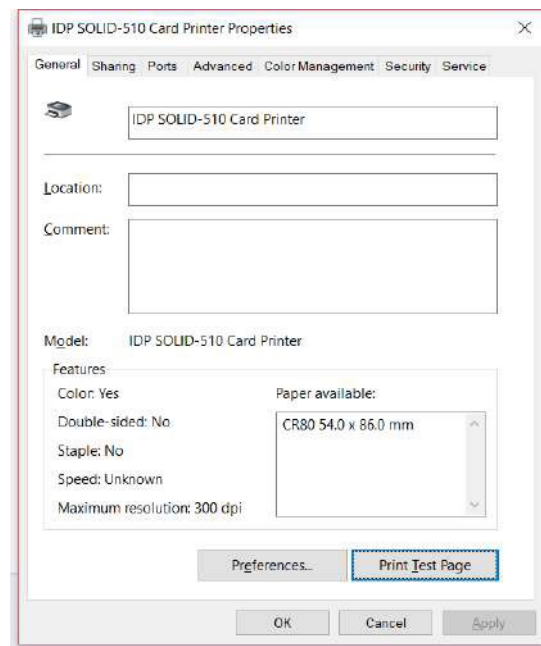 IDP SOLID-510 Card Printer Properties
General Sharing Ports Advanced Color Management Security Service
IDP SOLID-510 Card Printer
Location:
Comment:
Model: IDP SOLID-510 Card Printer
Features
Color: Yes Paper available:
Double-sided: No CR80 54.0 x 86.0 mm
Staple: No
Speed: Unknown
Maximum resolution: 300 dpi
Preferences... Print Test Page
OK Cancel Apply